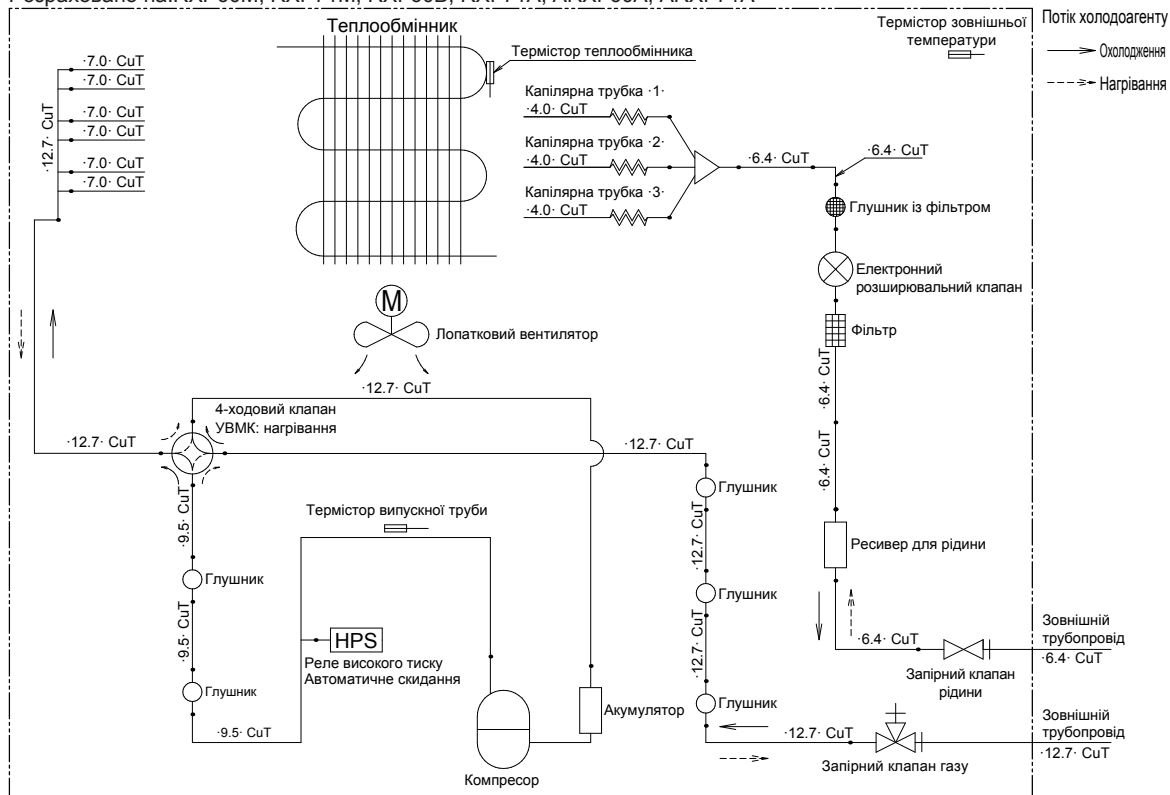 Теплообмінник
Термістор зовнішньої
температури
Потік холодоагенту
Охолодження
Нагрівання
Термістор теплообмінника
·7.0· CuT
·7.0· CuT
·7.0· CuT
·7.0· CuT
·7.0· CuT
·7.0· CuT
·12.7· CuT
Капілярна трубка ·1·
·4.0· CuT
Капілярна трубка ·2·
·4.0· CuT
Капілярна трубка ·3·
·4.0· CuT
·6.4· CuT
·6.4· CuT
Глушник із фільтром
Електронний
розширювальний клапан
Фільтр
·6.4· CuT
·6.4· CuT
M
Лопатковий вентилятор
·12.7· CuT
4-ходовий клапан
УВМК: нагрівання
·12.7· CuT
·12.7· CuT
·9.5· CuT
Глушник
·9.5· CuT
Глушник
·9.5· CuT
Термістор випускної труби
HPS
Реле високого тиску
Автоматичне скидання
Компресор
Акумулятор
Глушник
·12.7· CuT
Глушник
·12.7· CuT
Глушник
Ресивер для рідини
·6.4· CuT
Запірний клапан
рідини
Зовнішній
трубопровід
·6.4· CuT
·12.7· CuT
Запірний клапан газу
Зовнішній
трубопровід
·12.7· CuT